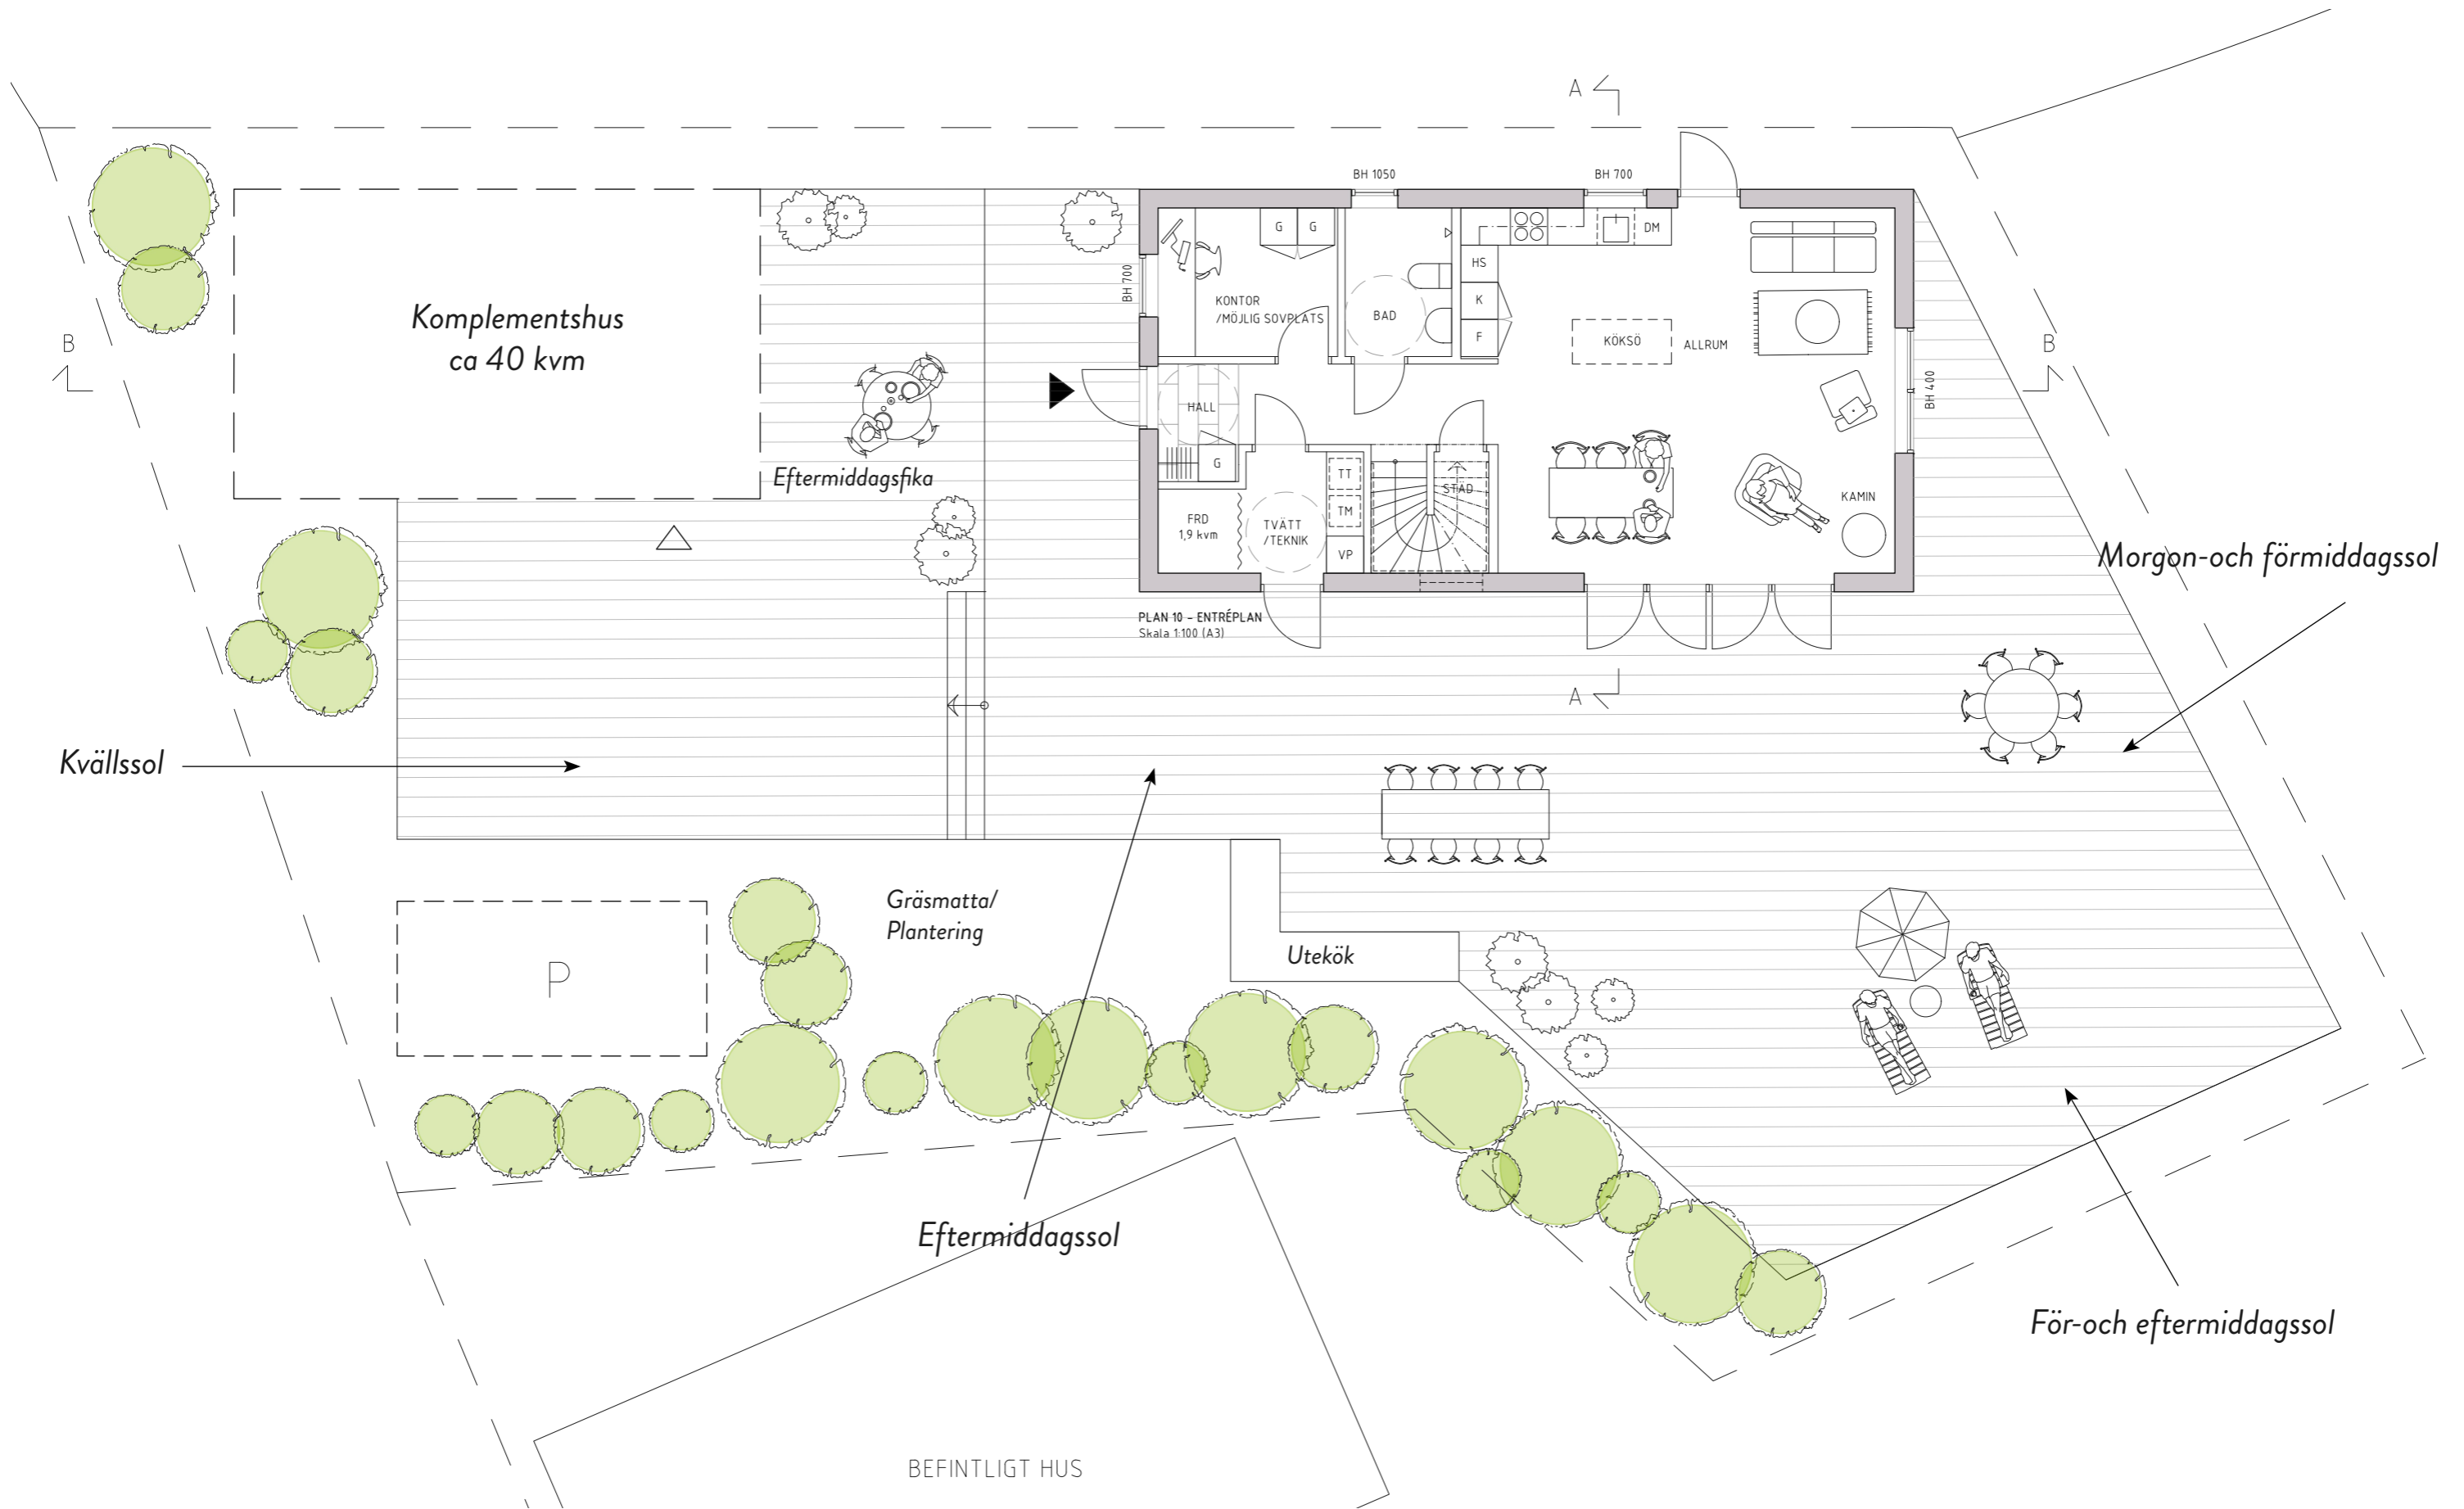 A
BH 1050
BH 700
G
G
DM
HS
BH 700
KONTOR
/MÖJLIG SOVPLATS
BAD
K
F
KÖKSÖ
ALLRUM
Komplementshus
ca 40 kvm
B
B
BH 400
HALL
G
TT
STÄD
Eftermiddagsfika
KAMIN
FRD
1,9 kvm
TVÄTT
/TEKNIK
TM
VP
Morgon-och förmiddagssol
PLAN 10 - ENTRÉPLAN
Skala 1:100 (A3)
A
Kvällssol
Gräsmatta/
Plantering
Utekök
P
Eftermiddagssol
För-och eftermiddagssol
BEFINTLIGT HUS